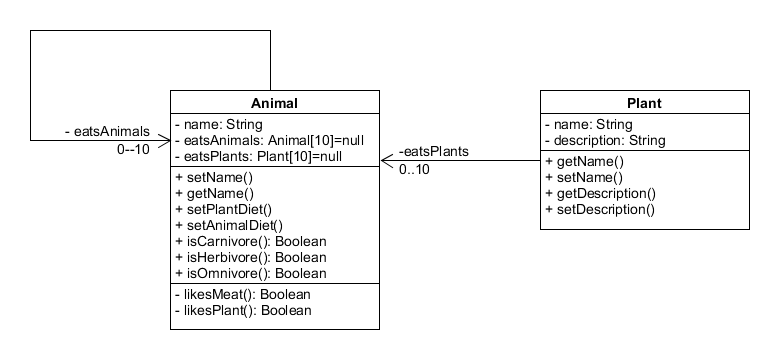 - eatsAnimals
0--10
Animal
- name: String
- eatsAnimals: Animal[10]=null
- eatsPlants: Plant[10]=null
+ setName()
+ getName()
+ setPlantDiet()
+ setAnimalDiet()
+ isCarnivore(): Boolean
+ isHerbivore(): Boolean
+ isOmnivore(): Boolean
- likesMeat(): Boolean
- likesPlant(): Boolean
-eatsPlants
0..10
Plant
- name: String
- description: String
+ getName()
+ setName()
+ getDescription()
+ setDescription()